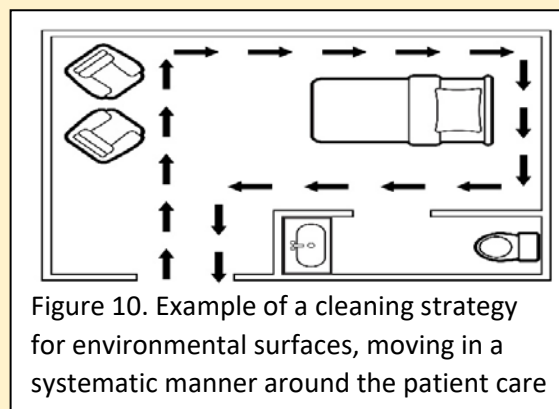 Figure 10. Example of a cleaning strategy
for environmental surfaces, moving in a
systematic manner around the patient care